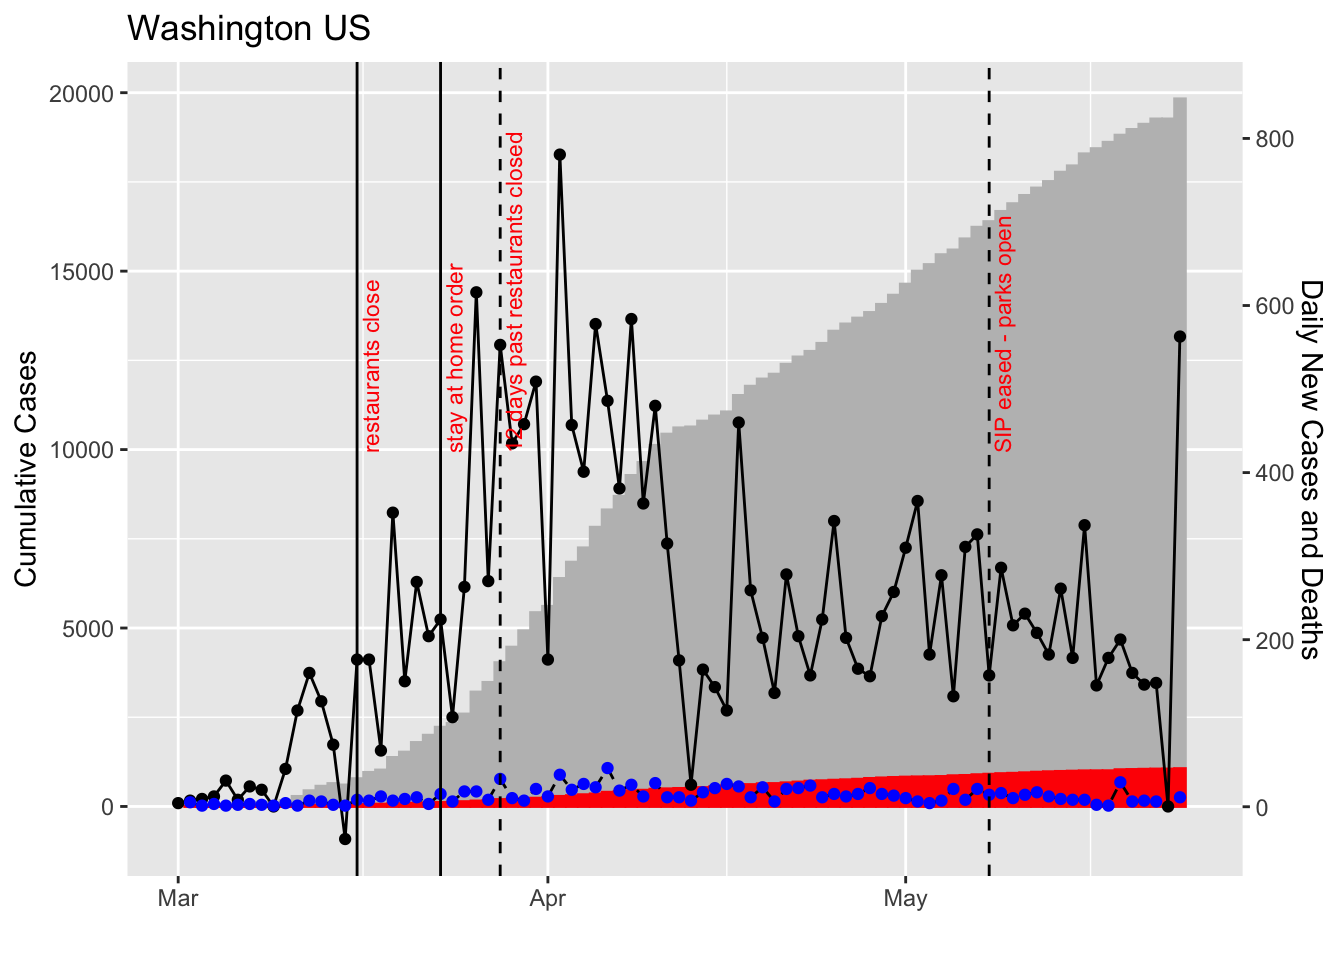 Washington US
Cumulative Cases
20000
15000
10000
5000
0
restaurants close
stay at home order
12 days past restaurants closed
SIP eased - parks open
800
600
400
200
0
Daily New Cases and Deaths
Mar
Apr
May